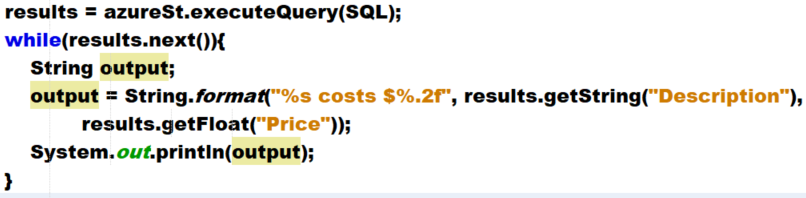 results = azureSt.executeQuery(SQL);
while(results.next()){
String output;
output = String.format("%s costs $%.2f", results.getString("Description"),
results.getFloat("Price"));
System.out.println(output);
}